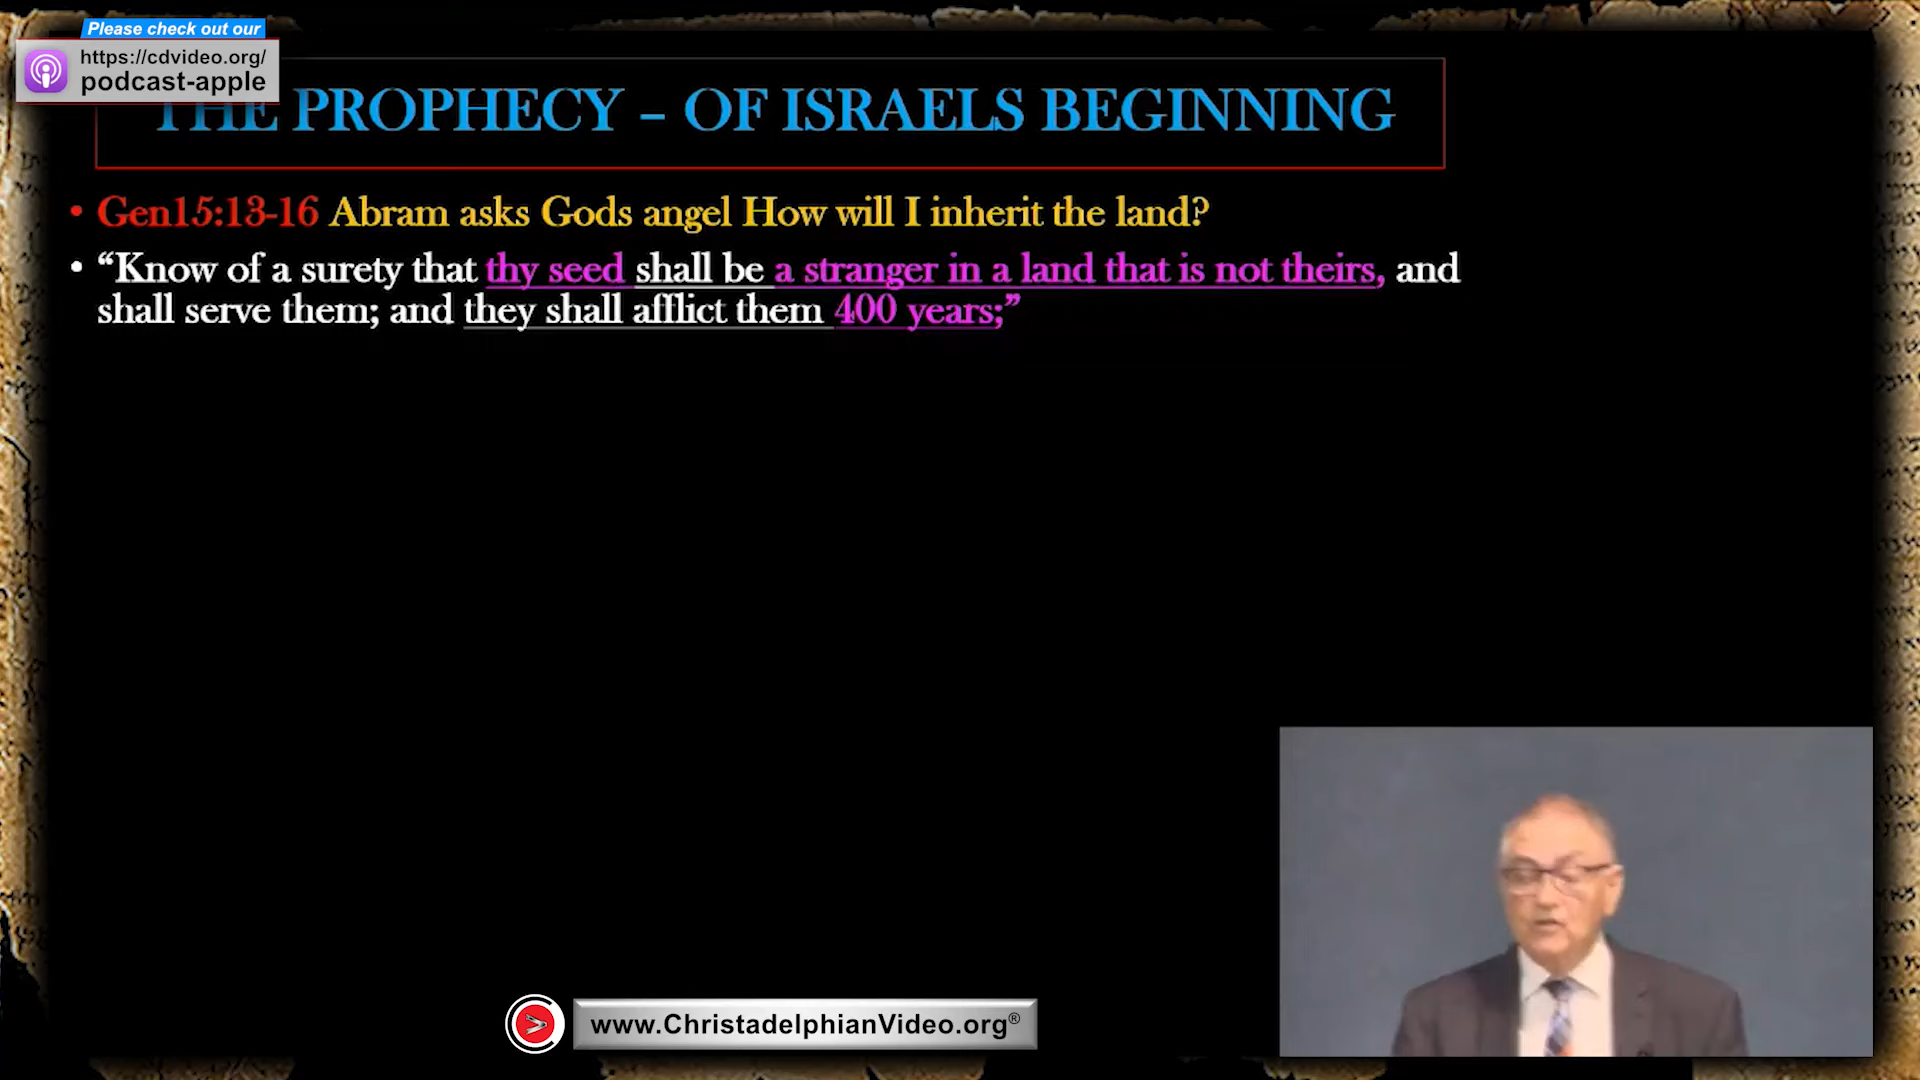 Please check out our
https://cdvideo.org/
podcast-apple
THE PROPHECY – OF ISRAELS BEGINNING
• Gen15:13-16 Abram asks Gods angel How will I inherit the land?
• “Know of a surety that thy seed shall be a stranger in a land that is not theirs, and
shall serve them; and they shall afflict them 400 years;”
www.ChristadelphianVideo.org®